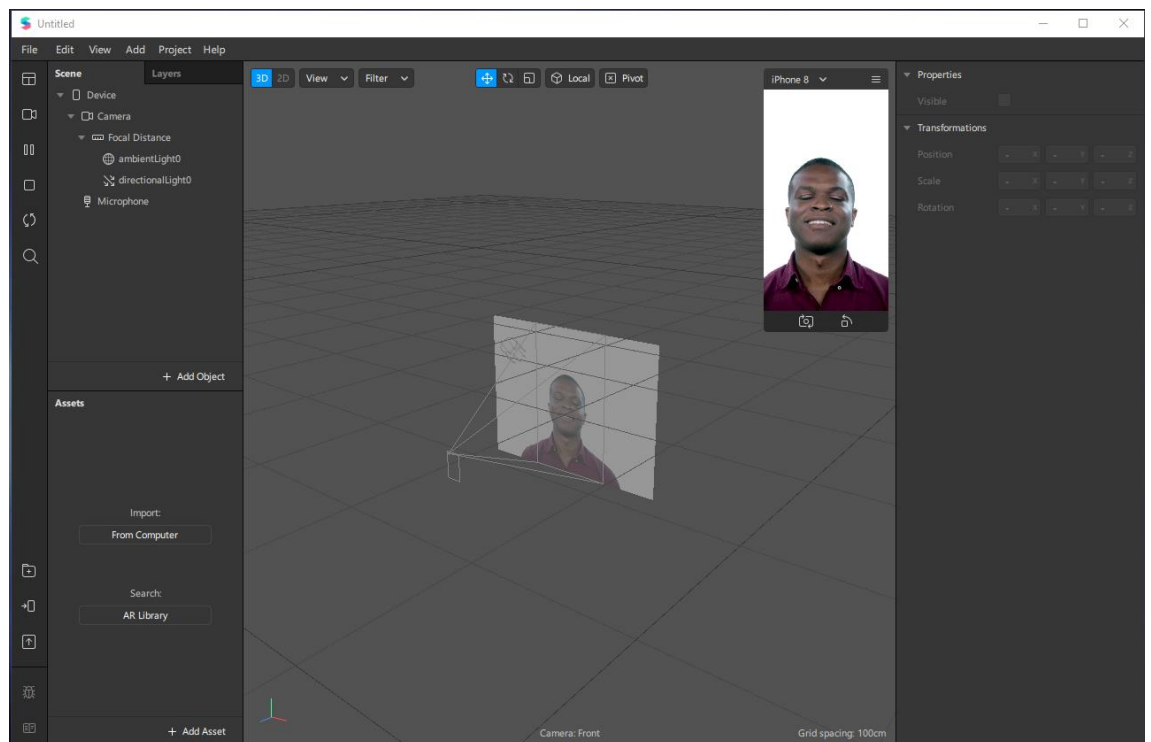 Untitled
File Edit View Add Project Help
Scene Layers
Device
Camera
Focal Distance
ambientLight0
directionalLight0
Microphone
+ Add Object
Assets
Import:
From Computer
Search:
AR Library
+ Add Asset
3D 2D View Filter Local Pivot
iPhone 8
Camera: Front
Grid spacing: 100cm
Properties
Visible
Transformations
Position - X - Y - Z
Scale - X - Y - Z
Rotation - X - Y - Z